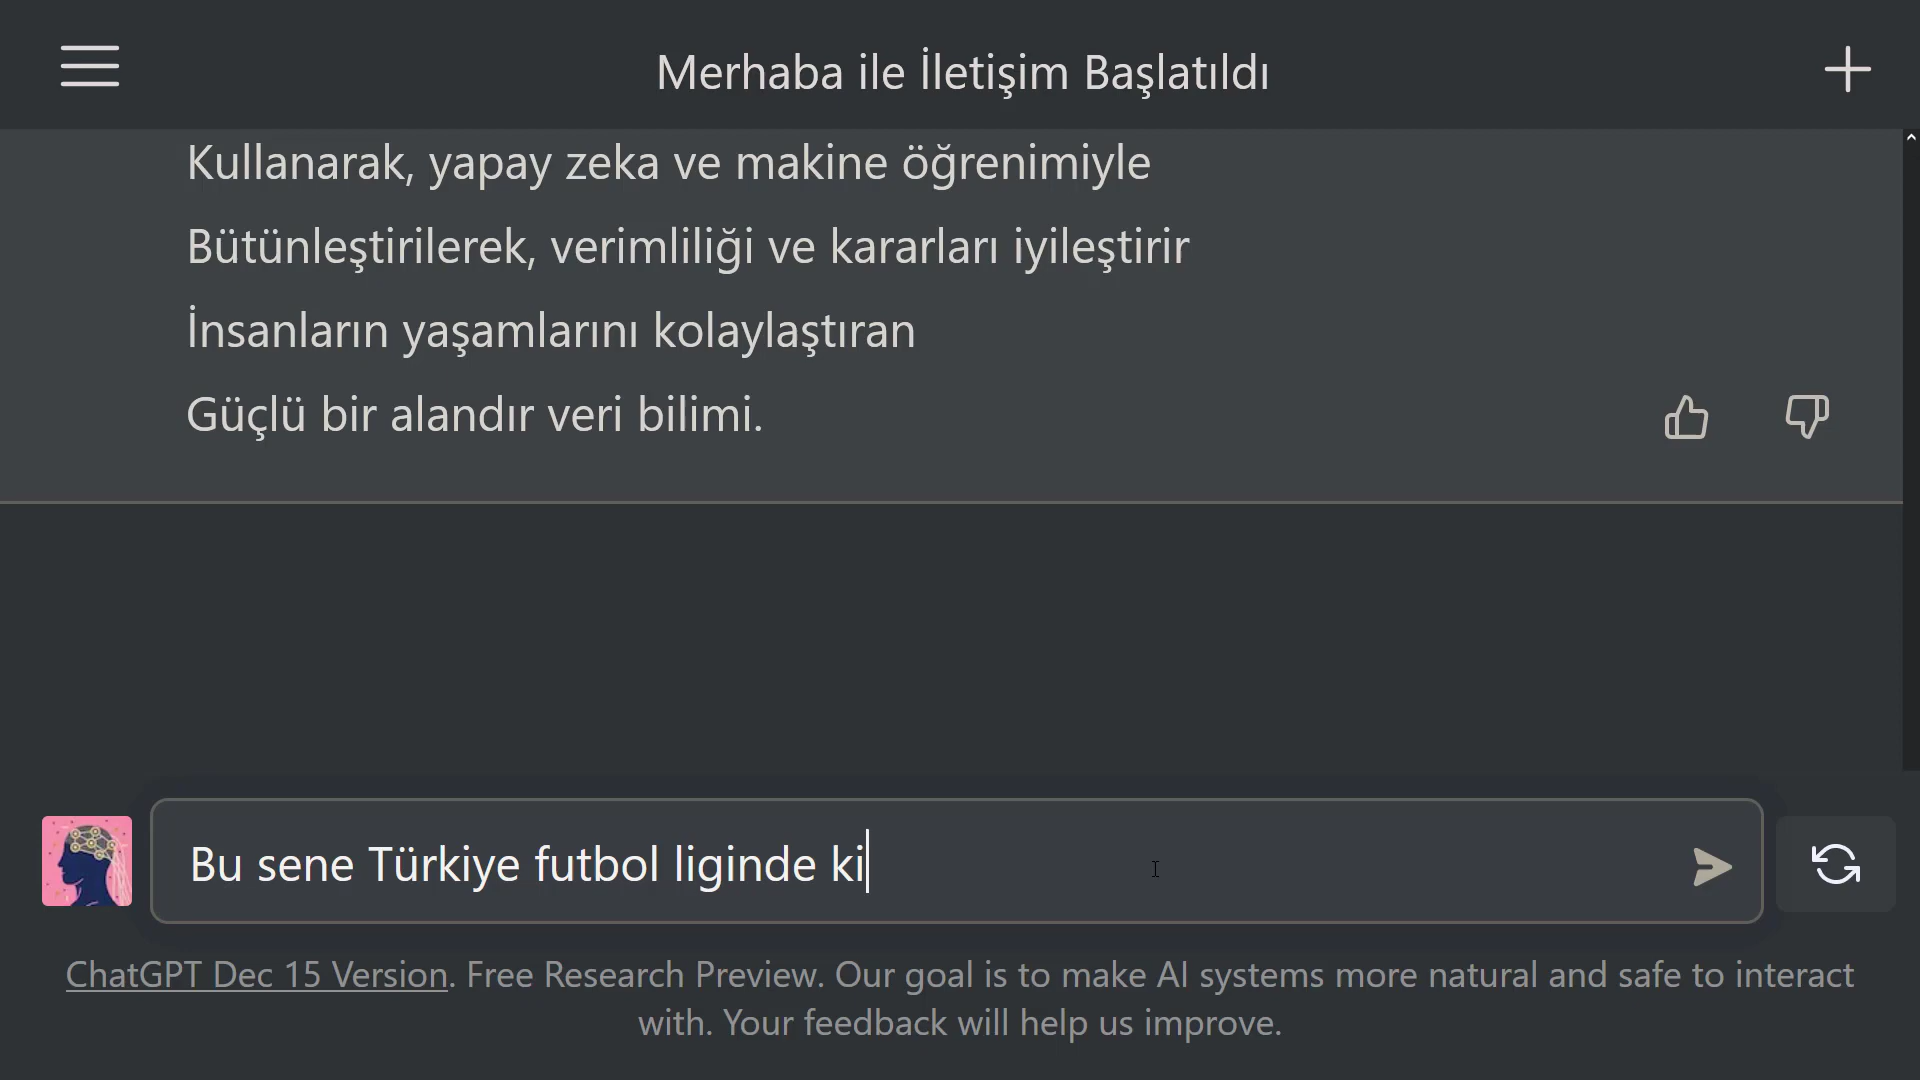 Merhaba ile İletişim Başlatıldı
Kullanarak, yapay zeka ve makine öğrenimiyle
Bütünleştirilerek, verimliliği ve kararları iyileştirir
İnsanların yaşamlarını kolaylaştıran
Güçlü bir alandır veri bilimi.
Bu sene Türkiye futbol liginde ki
ChatGPT Dec 15 Version. Free Research Preview. Our goal is to make AI systems more natural and safe to interact
with. Your feedback will help us improve.